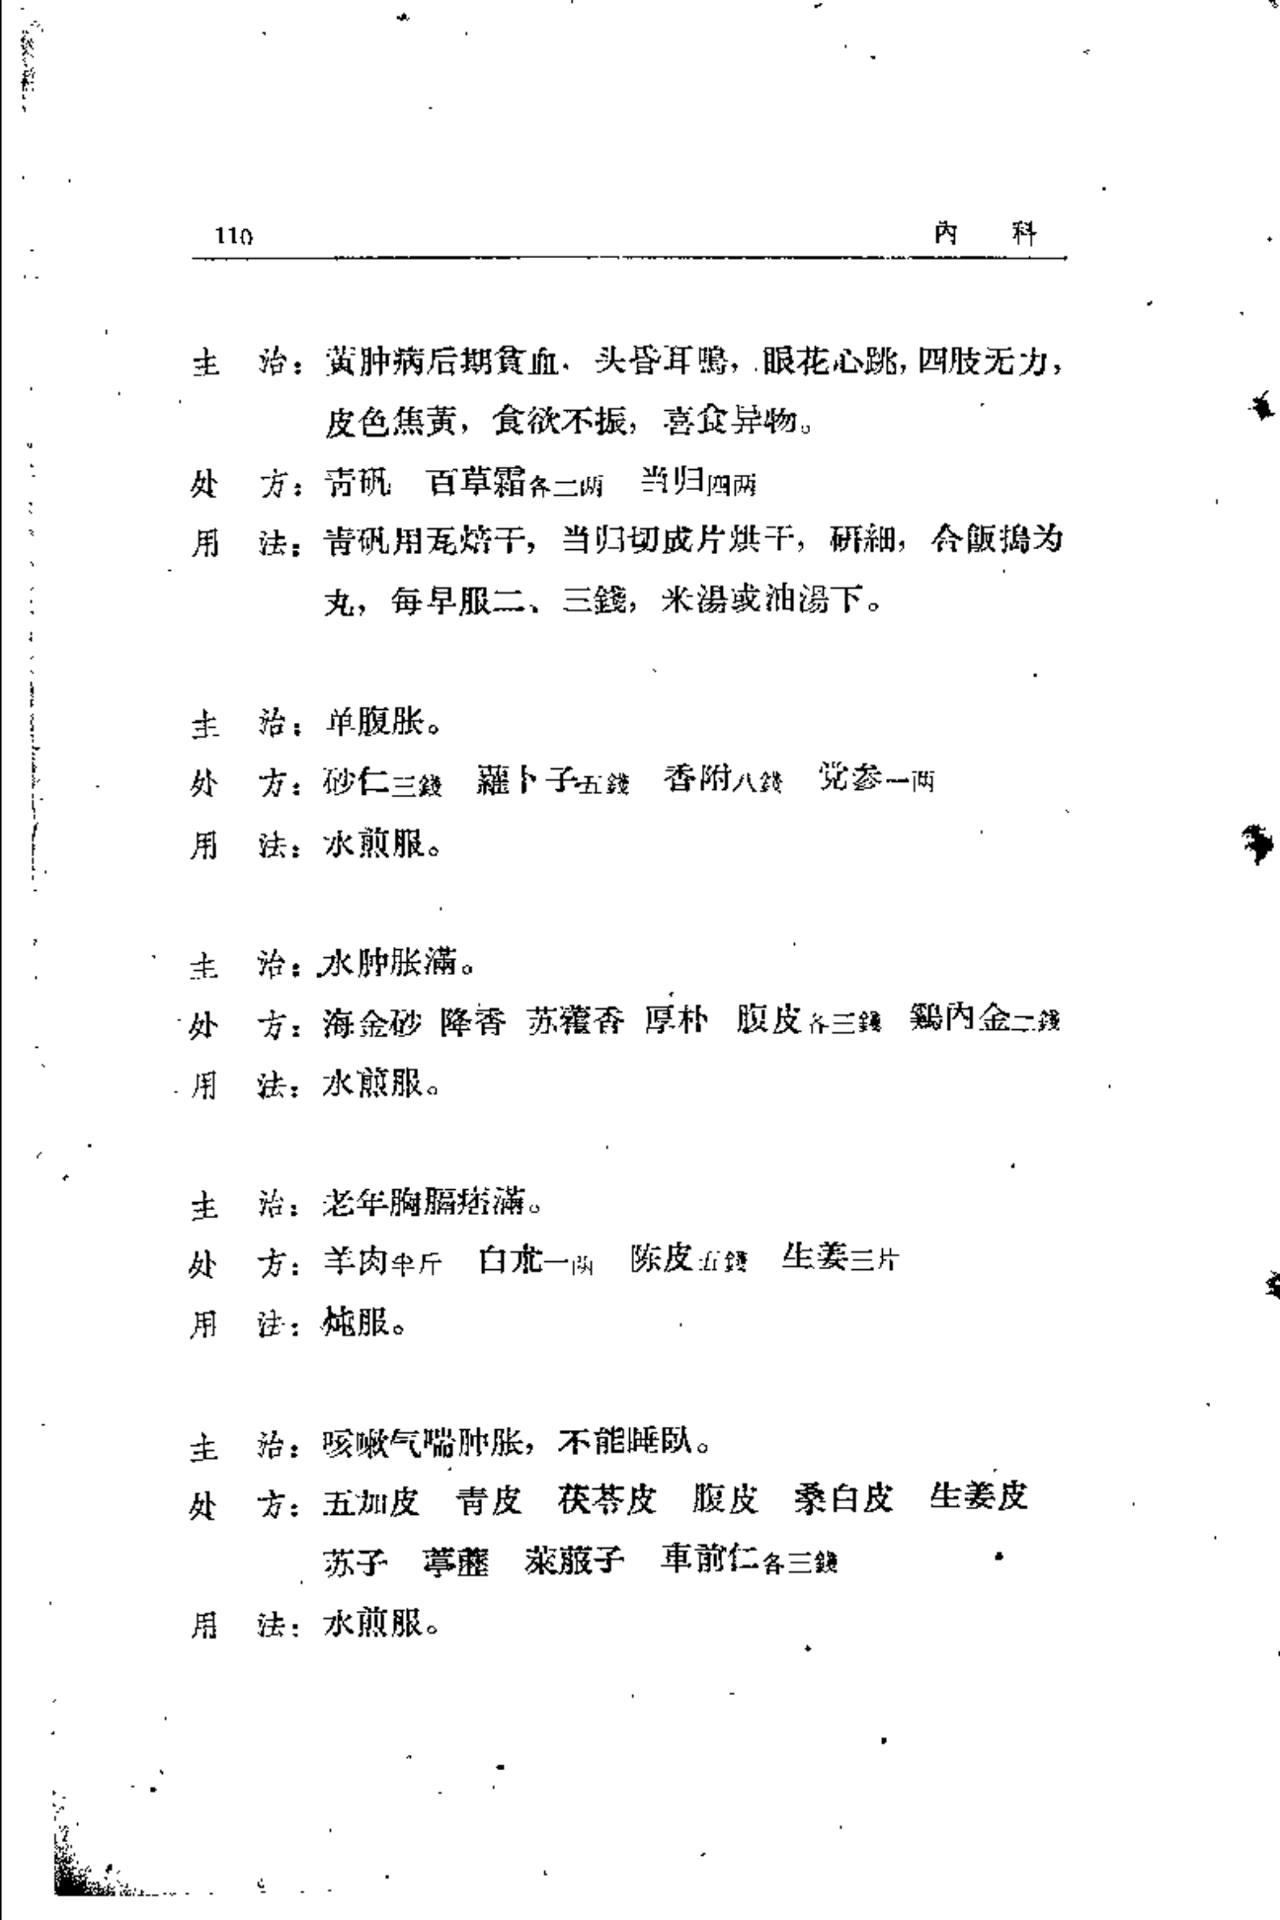 110 內 科
主 治：黄肿病后期貧血，头昏耳鳴，眼花心跳，四肢无力，
皮色焦黄，食欲不振，喜食异物。
处 方：青矾 百草霜各二两 当归四两
用 法：青矾用瓦焙干，当归切成片烘干，研細，合飯搗为
丸，每早服二、三錢，米湯或油湯下。
主 治：单腹胀。
处 方：砂仁三錢 蘿卜子五錢 香附八錢 党参一两
用 法：水煎服。
主 治：水肿胀滿。
处 方：海金砂 降香 苏藿香 厚朴 腹皮各三錢 鷄內金二錢
用 法：水煎服。
主 治：老年胸膈痞滿。
处 方：羊肉半斤 白朮一两 陈皮五錢 生姜三片
用 法：炖服。
主 治：咳嗽气喘肿胀，不能睡臥。
处 方：五加皮 青皮 茯苓皮 腹皮 桑白皮 生姜皮
苏子 葶藶 萊菔子 車前仁各三錢
用 法：水煎服。